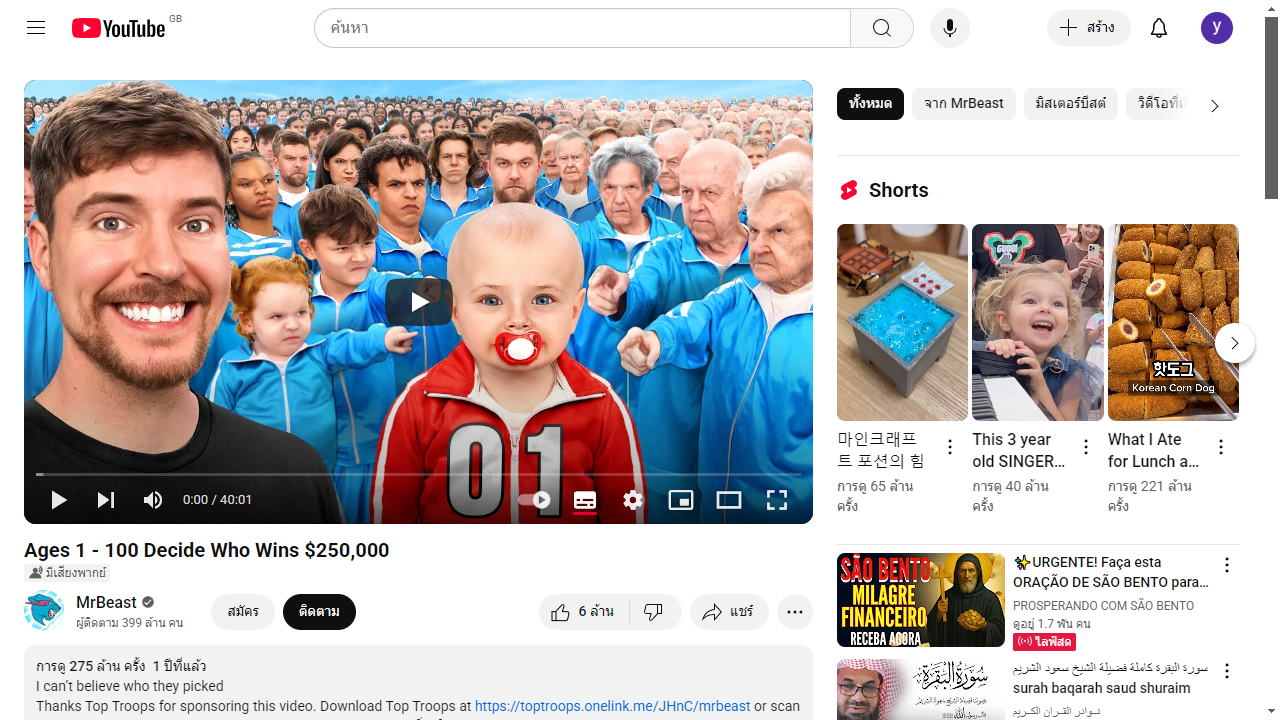 YouTube GB
ค้นหา
สร้าง
y
01
0:00 / 40:01
Ages 1 - 100 Decide Who Wins $250,000
มีเสียงพากย์
MrBeast
ผู้ติดตาม 399 ล้าน คน
สมัคร
ติดตาม
6 ล้าน
แชร์
การดู 275 ล้าน ครั้ง 1 ปีที่แล้ว
I can't believe who they picked
Thanks Top Troops for sponsoring this video. Download Top Troops at https://toptroops.onelink.me/JHnC/mrbeast or scan
ทั้งหมด
จาก MrBeast
มิสเตอร์บีสต์
วิดีโอที่
Shorts
GUCCI
핫도그
Korean Corn Dog
마인크래프
트 포션의 힘
การดู 65 ล้าน
ครั้ง
This 3 year
old SINGER...
การดู 40 ล้าน
ครั้ง
What I Ate
for Lunch a...
การดู 221 ล้าน
ครั้ง
SÃO BENTO
MILAGRE
FINANCEIRO
RECEBA AGORA
✨URGENTE! Faça esta
ORAÇÃO DE SÃO BENTO para...
PROSPERANDO COM SÃO BENTO
ดูอยู่ 1.7 พัน คน
ไลฟ์สด
سورة البقرة
سورة البقرة كاملة فضيلة الشيخ سعود الشريم
surah baqarah saud shuraim
نوادر القران الكريم